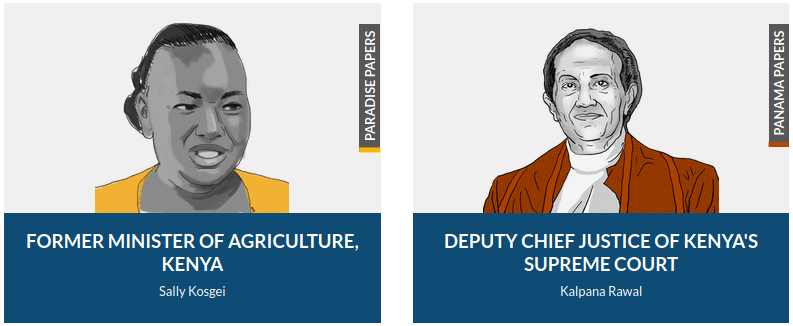 PARADISE PAPERS
FORMER MINISTER OF AGRICULTURE,
KENYA
Sally Kosgei
PANAMA PAPERS
DEPUTY CHIEF JUSTICE OF KENYA'S
SUPREME COURT
Kalpana Rawal